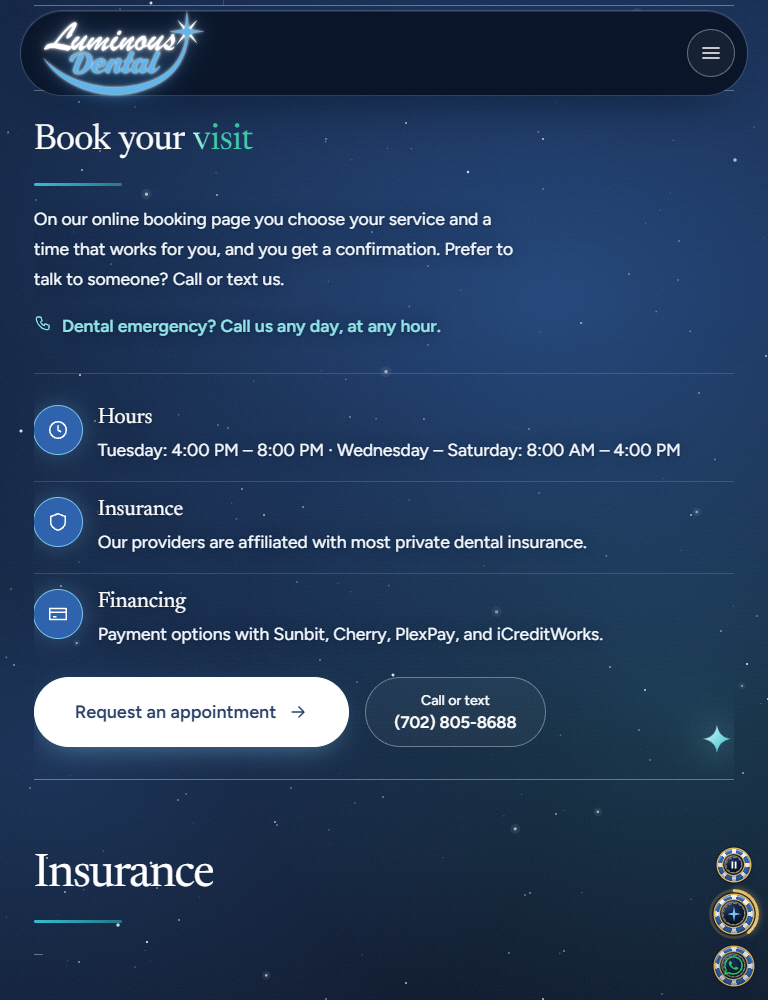 Luminous
Dental
Book your visit
On our online booking page you choose your service and a
time that works for you, and you get a confirmation. Prefer to
talk to someone? Call or text us.
Dental emergency? Call us any day, at any hour.
Hours
Tuesday: 4:00 PM – 8:00 PM · Wednesday – Saturday: 8:00 AM – 4:00 PM
Insurance
Our providers are affiliated with most private dental insurance.
Financing
Payment options with Sunbit, Cherry, PlexPay, and iCreditWorks.
Request an appointment →
Call or text
(702) 805-8688
Insurance